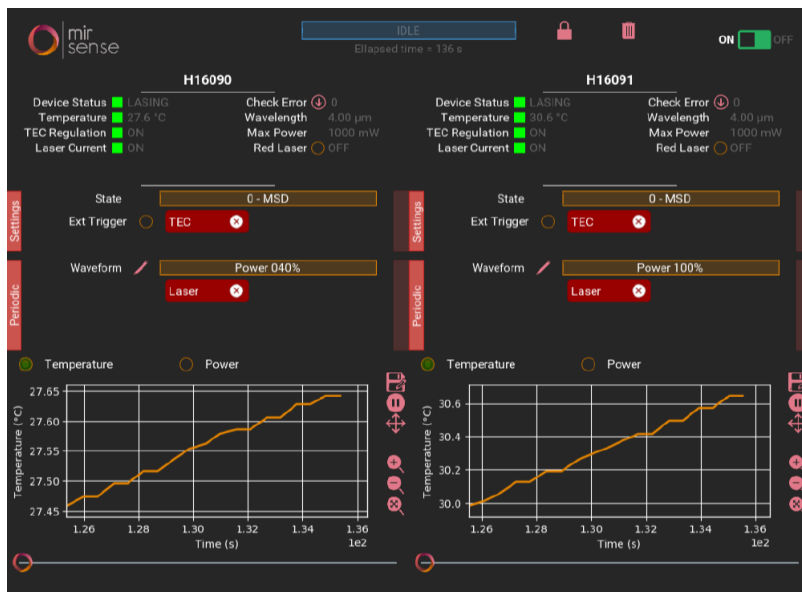 mir
sense
IDLE
Ellapsed time = 136 s
ON OFF
H16090
Device Status LASING Check Error 0
Temperature 27.6 °C Wavelength 4.00 µm
TEC Regulation ON Max Power 1000 mW
Laser Current ON Red Laser OFF
State 0 - MSD
Ext Trigger TEC
Waveform Power 040%
Laser
Settings
Periodic
Temperature Power
Temperature (°C)
27.65
27.60
27.55
27.50
27.45
1.26 1.28 1.30 1.32 1.34 1.36
Time (s) 1e2
H16091
Device Status LASING Check Error 0
Temperature 30.6 °C Wavelength 4.00 µm
TEC Regulation ON Max Power 1000 mW
Laser Current ON Red Laser OFF
State 0 - MSD
Ext Trigger TEC
Waveform Power 100%
Laser
Settings
Periodic
Temperature Power
Temperature (°C)
30.6
30.4
30.2
30.0
1.26 1.28 1.30 1.32 1.34 1.36
Time (s) 1e2